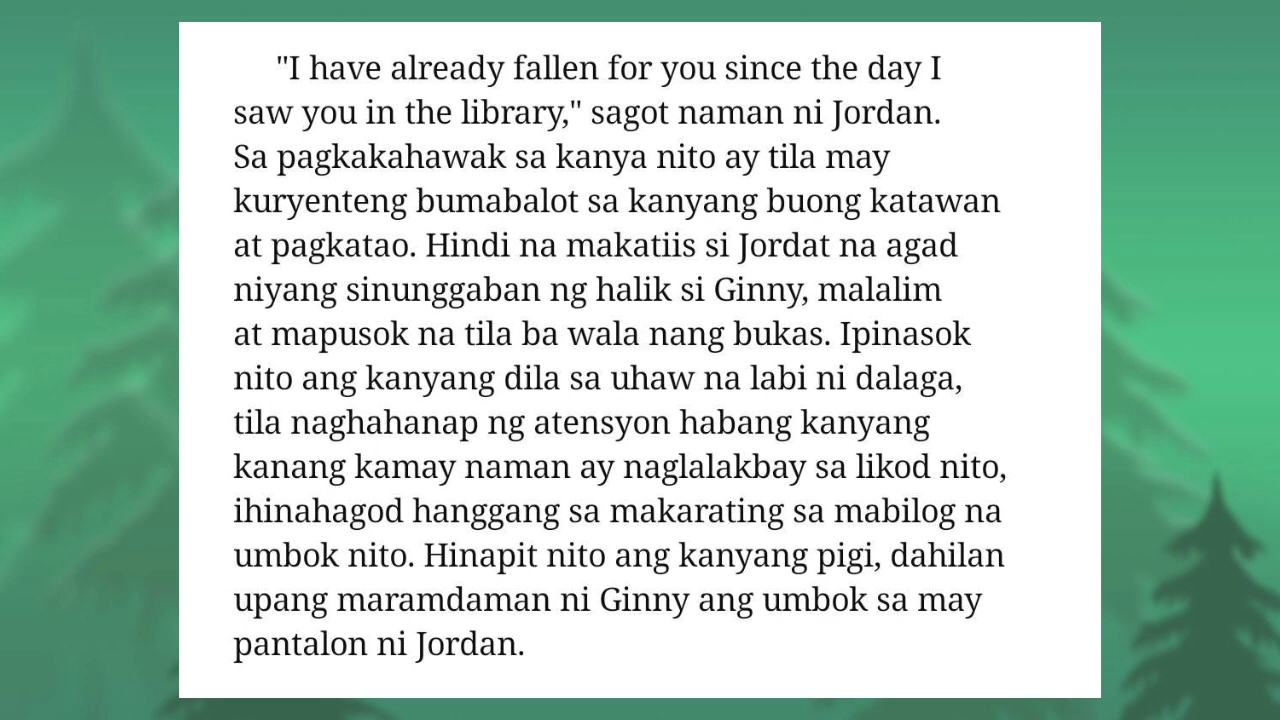 "I have already fallen for you since the day I
saw you in the library," sagot naman ni Jordan.
Sa pagkakahawak sa kanya nito ay tila may
kuryenteng bumabalot sa kanyang buong katawan
at pagkatao. Hindi na makatiis si Jordat na agad
niyang sinunggaban ng halik si Ginny, malalim
at mapusok na tila ba wala nang bukas. Ipinasok
nito ang kanyang dila sa uhaw na labi ni dalaga,
tila naghahanap ng atensyon habang kanyang
kanang kamay naman ay naglalakbay sa likod nito,
ihinahagod hanggang sa makarating sa mabilog na
umbok nito. Hinapit nito ang kanyang pigi, dahilan
upang maramdaman ni Ginny ang umbok sa may
pantalon ni Jordan.